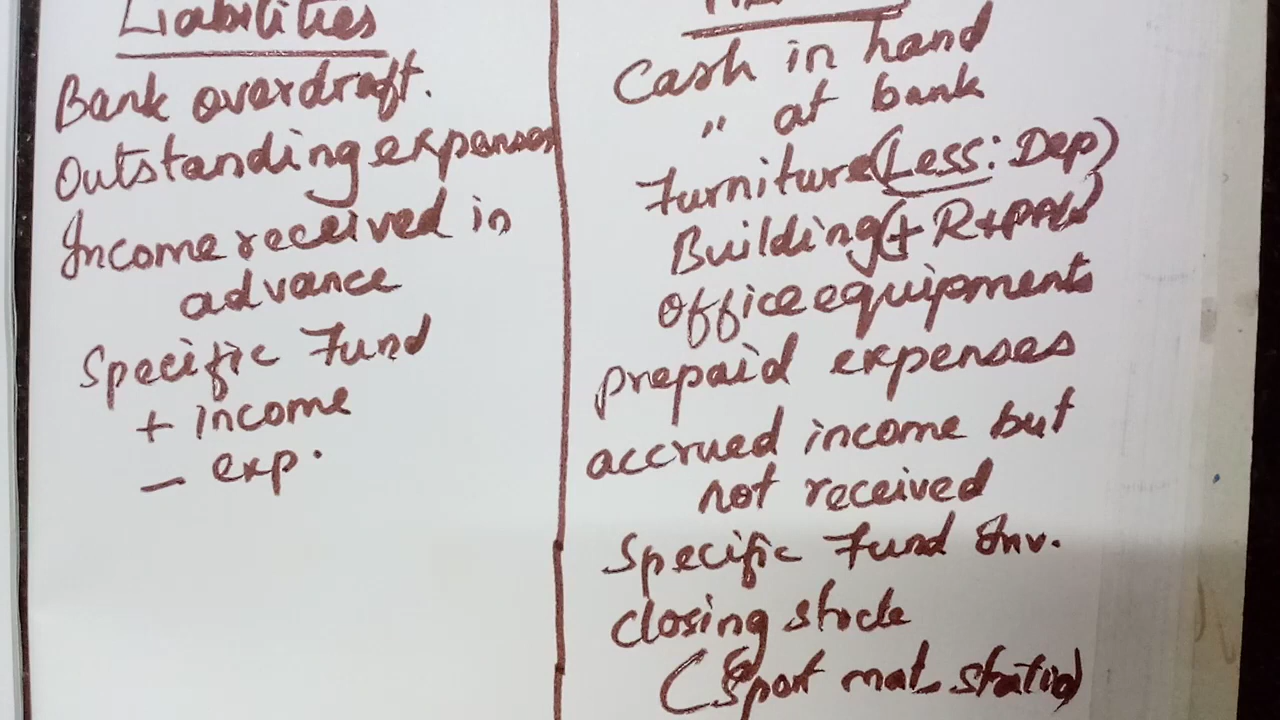 Liabilities
Bank overdraft.
Outstanding expenses
Income received in
advance
Specific Fund
+ income
- exp.
Cash in hand
" at bank
Furniture (Less: Dep)
Building (+
office equipments
prepaid expenses
accrued income but
not received
Specific Fund Inv.
closing stock
(Sport mat